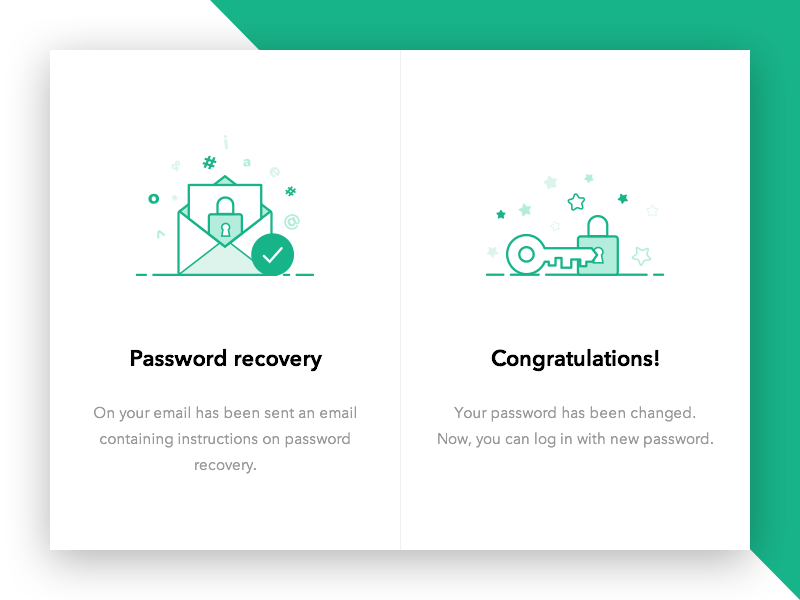 i
&
#
a
e
o
#
@
^
Password recovery
On your email has been sent an email
containing instructions on password
recovery.
Congratulations!
Your password has been changed.
Now, you can log in with new password.